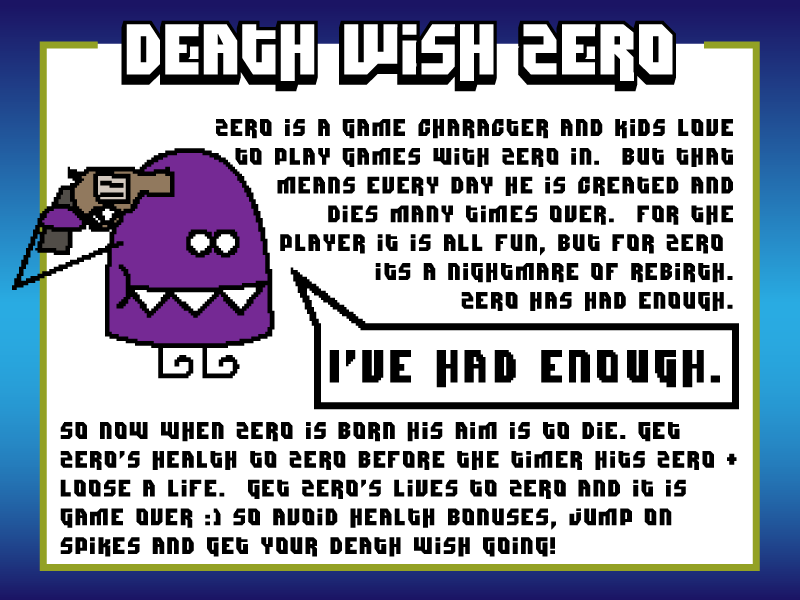 DEATH WISH ZERO
ZERO IS A GAME CHARACTER AND KIDS LOVE
TO PLAY GAMES WITH ZERO IN. BUT THAT
MEANS EVERY DAY HE IS CREATED AND
DIES MANY TIMES OVER. FOR THE
PLAYER IT IS ALL FUN, BUT FOR ZERO
ITS A NIGHTMARE OF REBIRTH.
ZERO HAS HAD ENOUGH.
I'VE HAD ENOUGH.
SO NOW WHEN ZERO IS BORN HIS AIM IS TO DIE. GET
ZERO'S HEALTH TO ZERO BEFORE THE TIMER HITS ZERO +
LOOSE A LIFE. GET ZERO'S LIVES TO ZERO AND IT IS
GAME OVER :) SO AVOID HEALTH BONUSES, JUMP ON
SPIKES AND GET YOUR DEATH WISH GOING!